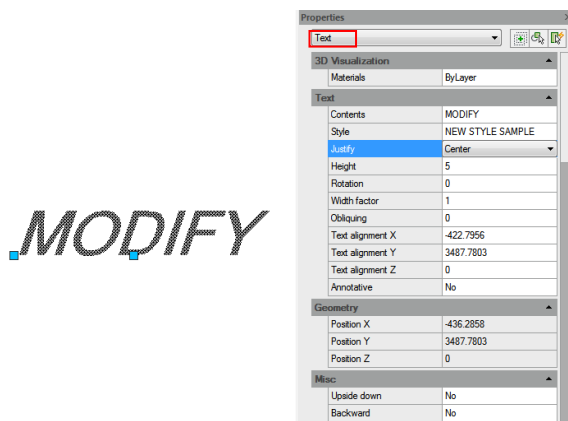 Properties
Text
3D Visualization
Materials ByLayer
Text
Contents MODIFY
Style NEW STYLE SAMPLE
Justify Center
Height 5
Rotation 0
Width factor 1
Obliquing 0
Text alignment X -422.7956
Text alignment Y 3487.7803
Text alignment Z 0
Annotative No
Geometry
Position X -436.2858
Position Y 3487.7803
Position Z 0
Misc
Upside down No
Backward No
MODIFY